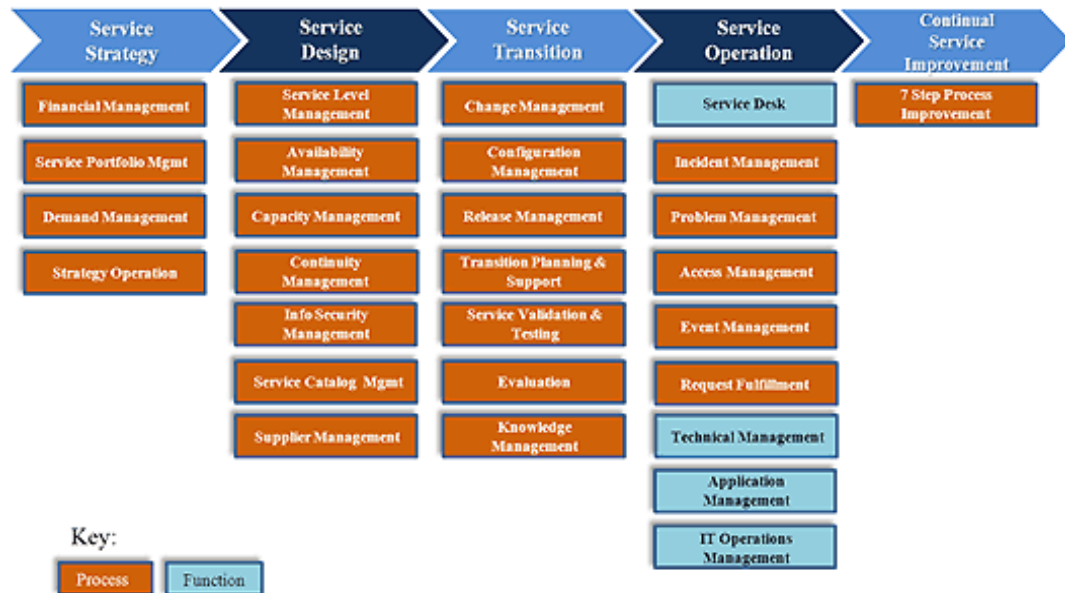 Service
Strategy
Service
Design
Service
Transition
Service
Operation
Continual
Service
Improvement
Financial Management
Service Portfolio Mgmt
Demand Management
Strategy Operation
Service Level
Management
Availability
Management
Capacity Management
Continuity
Management
Info Security
Management
Service Catalog Mgmt
Supplier Management
Change Management
Configuration
Management
Release Management
Transition Planning &
Support
Service Validation &
Testing
Evaluation
Knowledge
Management
Service Desk
Incident Management
Problem Management
Access Management
Event Management
Request Fulfillment
Technical Management
Application
Management
IT Operations
Management
7 Step Process
Improvement
Key:
Process
Function